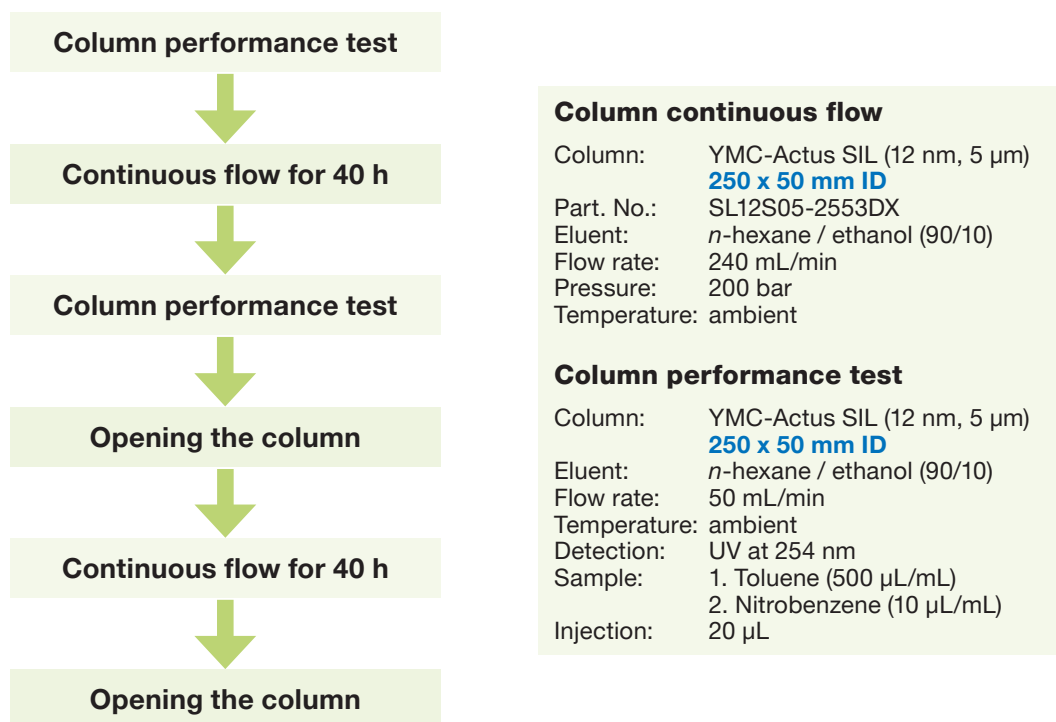 Column performance test
Continuous flow for 40 h
Column performance test
Opening the column
Continuous flow for 40 h
Opening the column
Column continuous flow
Column: YMC-Actus SIL (12 nm, 5 µm)
250 x 50 mm ID
Part. No.: SL12S05-2553DX
Eluent: n-hexane / ethanol (90/10)
Flow rate: 240 mL/min
Pressure: 200 bar
Temperature: ambient
Column performance test
Column: YMC-Actus SIL (12 nm, 5 µm)
250 x 50 mm ID
Eluent: n-hexane / ethanol (90/10)
Flow rate: 50 mL/min
Temperature: ambient
Detection: UV at 254 nm
Sample: 1. Toluene (500 µL/mL)
2. Nitrobenzene (10 µL/mL)
Injection: 20 µL